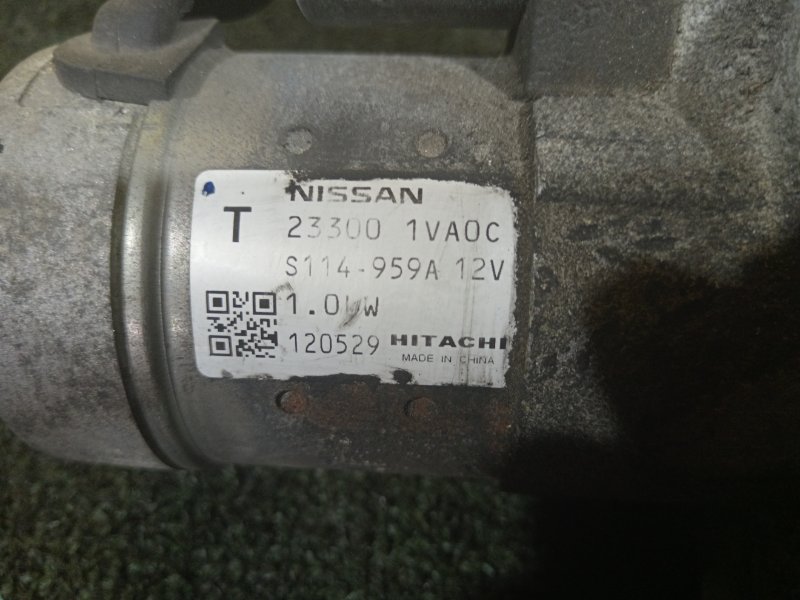 NISSAN
T 23300 1VA0C
S114-959A 12V
1.0kW
120529 HITACHI
MADE IN CHINA